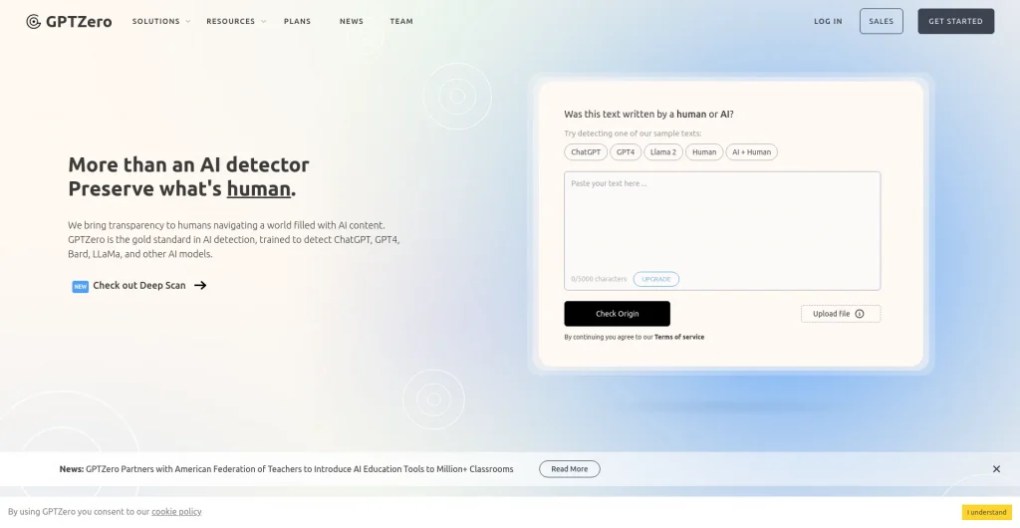 GPTZero SOLUTIONS RESOURCES PLANS NEWS TEAM LOG IN SALES GET STARTED
More than an AI detector
Preserve what's human.
We bring transparency to humans navigating a world filled with AI content.
GPTZero is the gold standard in AI detection, trained to detect ChatGPT, GPT4,
Bard, LLaMa, and other AI models.
NEW Check out Deep Scan
Was this text written by a human or AI?
Try detecting one of our sample texts:
ChatGPT GPT4 Llama 2 Human AI + Human
Paste your text here ...
0/5000 characters UPGRADE
Check Origin Upload file
By continuing you agree to our Terms of service
News: GPTZero Partners with American Federation of Teachers to Introduce AI Education Tools to Million+ Classrooms Read More
By using GPTZero you consent to our cookie policy I understand